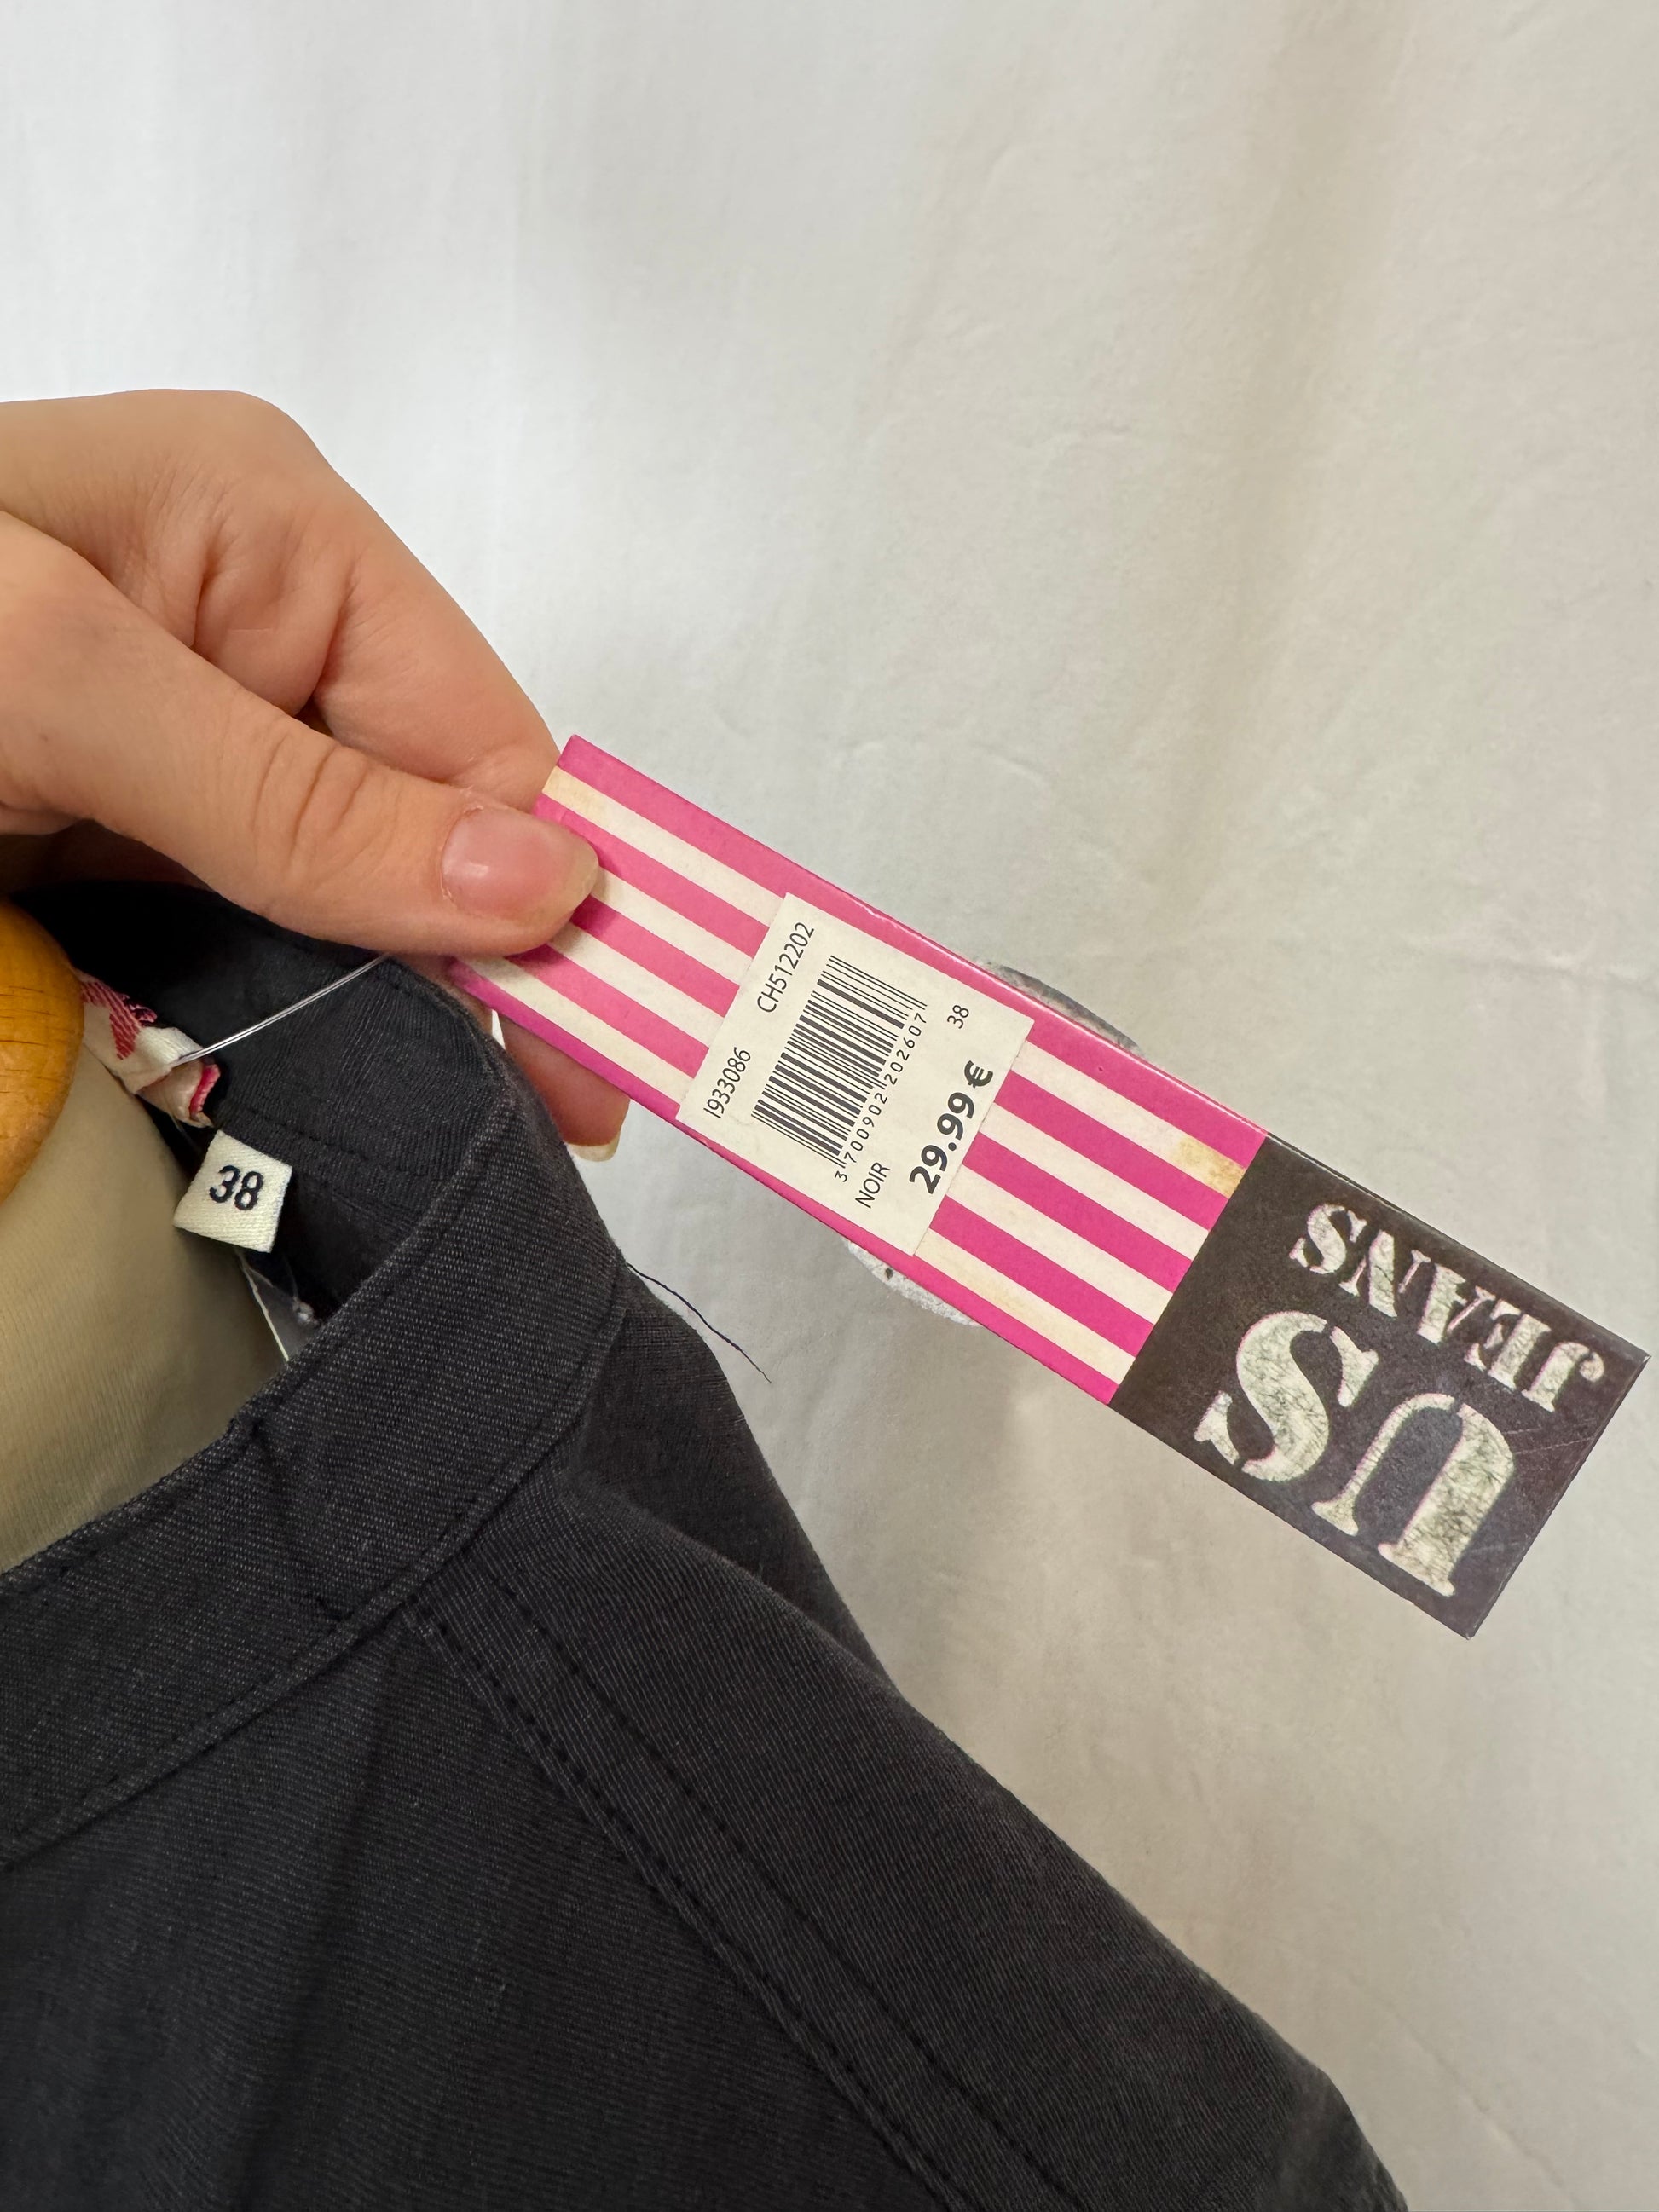 38
I933086 CH512202
3 700902 202607
NOIR 38
29.99 €
US
JEANS